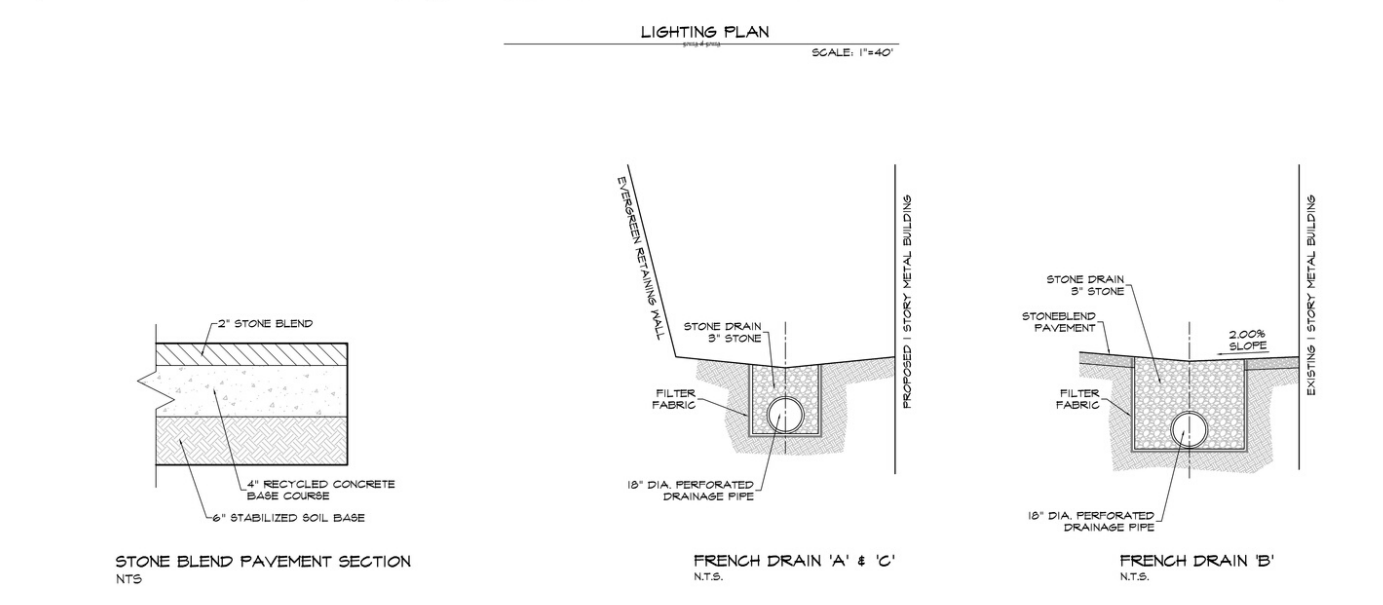 LIGHTING PLAN
SCALE: 1"=40'
2" STONE BLEND
4" RECYCLED CONCRETE
BASE COURSE
6" STABILIZED SOIL BASE
STONE BLEND PAVEMENT SECTION
NTS
EVERGREEN RETAINING WALL
STONE DRAIN
3" STONE
FILTER
FABRIC
18" DIA. PERFORATED
DRAINAGE PIPE
PROPOSED 1 STORY METAL BUILDING
FRENCH DRAIN 'A' & 'C'
N.T.S.
STONE DRAIN
3" STONE
STONEBLEND
PAVEMENT
2.00%
SLOPE
FILTER
FABRIC
18" DIA. PERFORATED
DRAINAGE PIPE
EXISTING 1 STORY METAL BUILDING
FRENCH DRAIN 'B'
N.T.S.